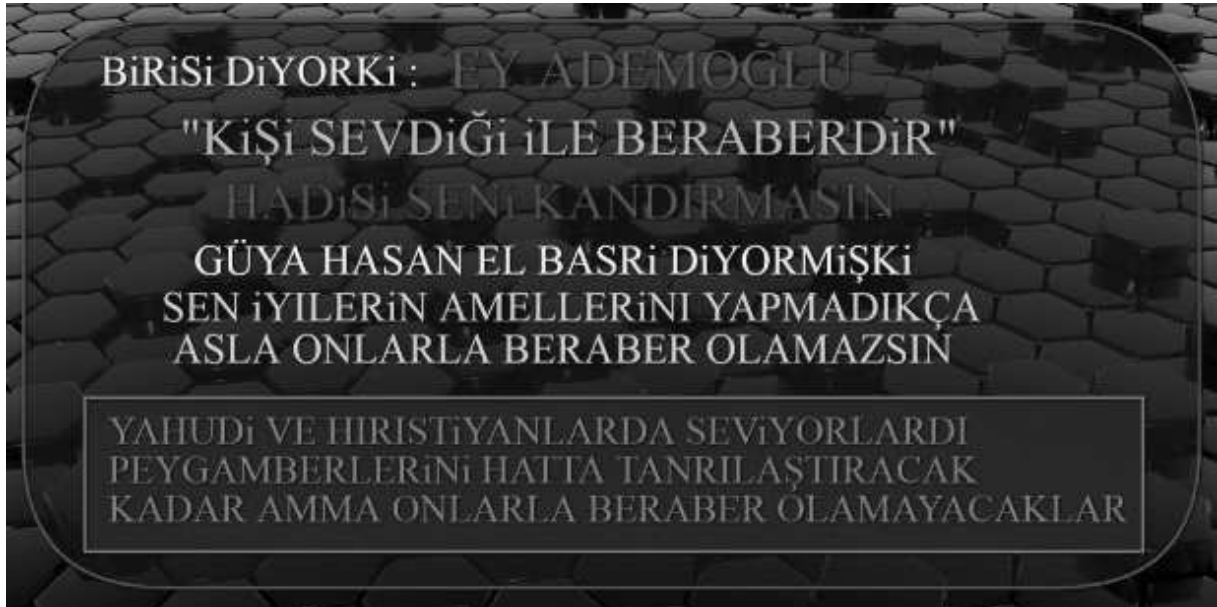 BiRiSi DiYORKi : EY ADEMOĞLU
"KiŞi SEVDiĞi iLE BERABERDiR"
HADıSi SENi KANDIRMASIN
GÜYA HASAN EL BASRi DiYORMiŞKi
SEN iYILERiN AMELLERiNI YAPMADIKÇA
ASLA ONLARLA BERABER OLAMAZSIN
YAHUDi VE HIRISTiYANLARDA SEViYORLARDI
PEYGAMBERLERiNi HATTA TANRILAŞTIRACAK
KADAR AMMA ONLARLA BERABER OLAMAYACAKLAR